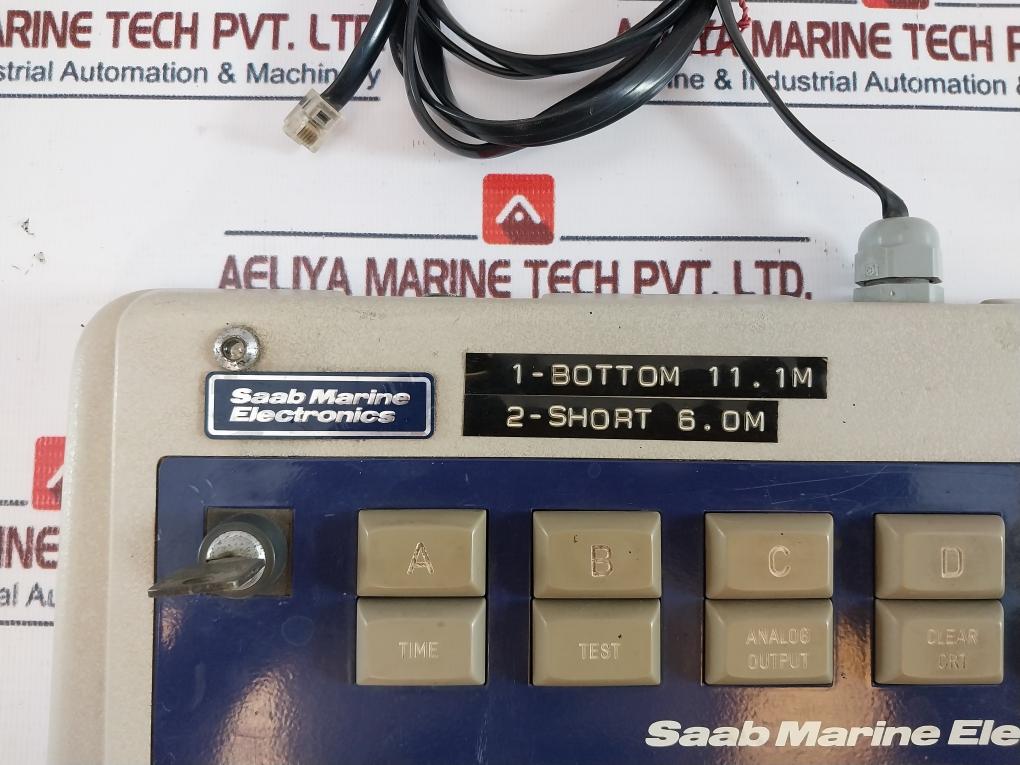 ARINE TECH PVT. LTD
strial Automation & Machinery
MARINE TECH
ne & Industrial Automation &
AELIYA MARINE TECH PVT. LTD.
1-BOTTOM 11.1M
2-SHORT 6.0M
Saab Marine
Electronics
INE
al Au
A
B
C
D
TIME
TEST
ANALOG
OUTPUT
CLEAR
CRT
Saab Marine Ele